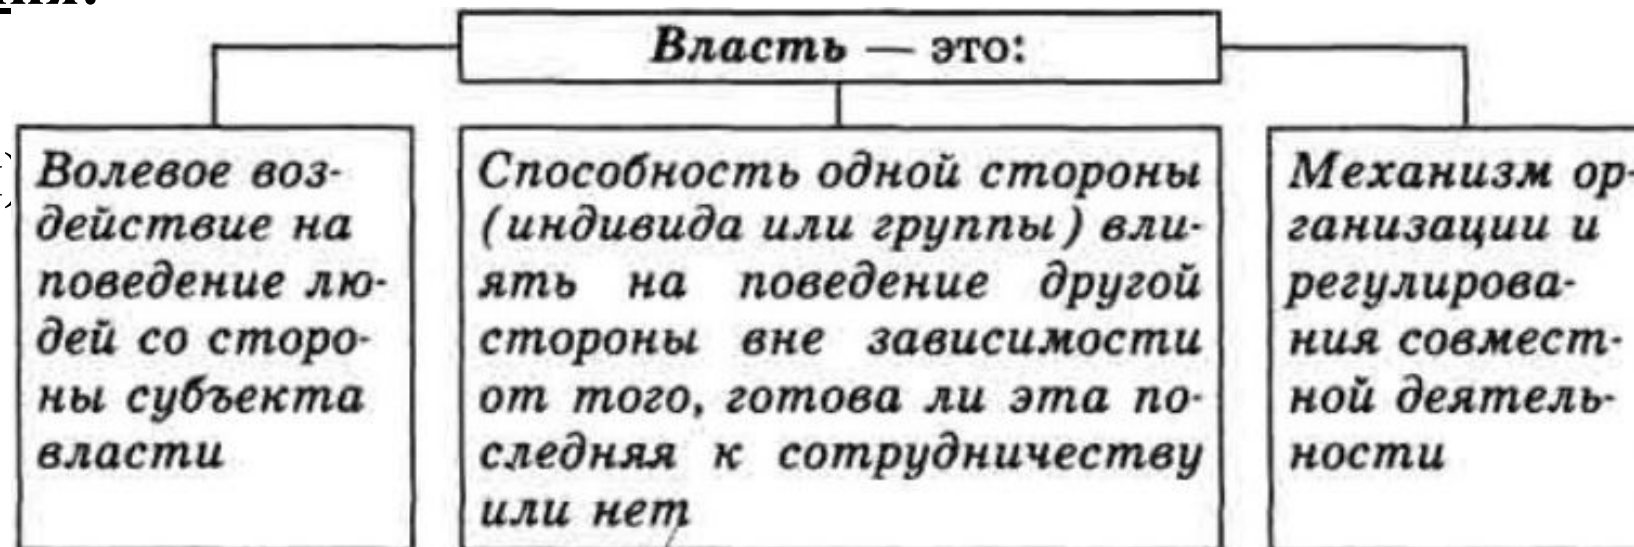 Власть — это:
Волевое воз-
действие на
поведение лю-
дей со сторо-
ны субъекта
власти
Способность одной стороны
(индивида или группы) вли-
ять на поведение другой
стороны вне зависимости
от того, готова ли эта по-
следняя к сотрудничеству
или нет
Механизм ор-
ганизации и
регулирова-
ния совмест-
ной деятель-
ности